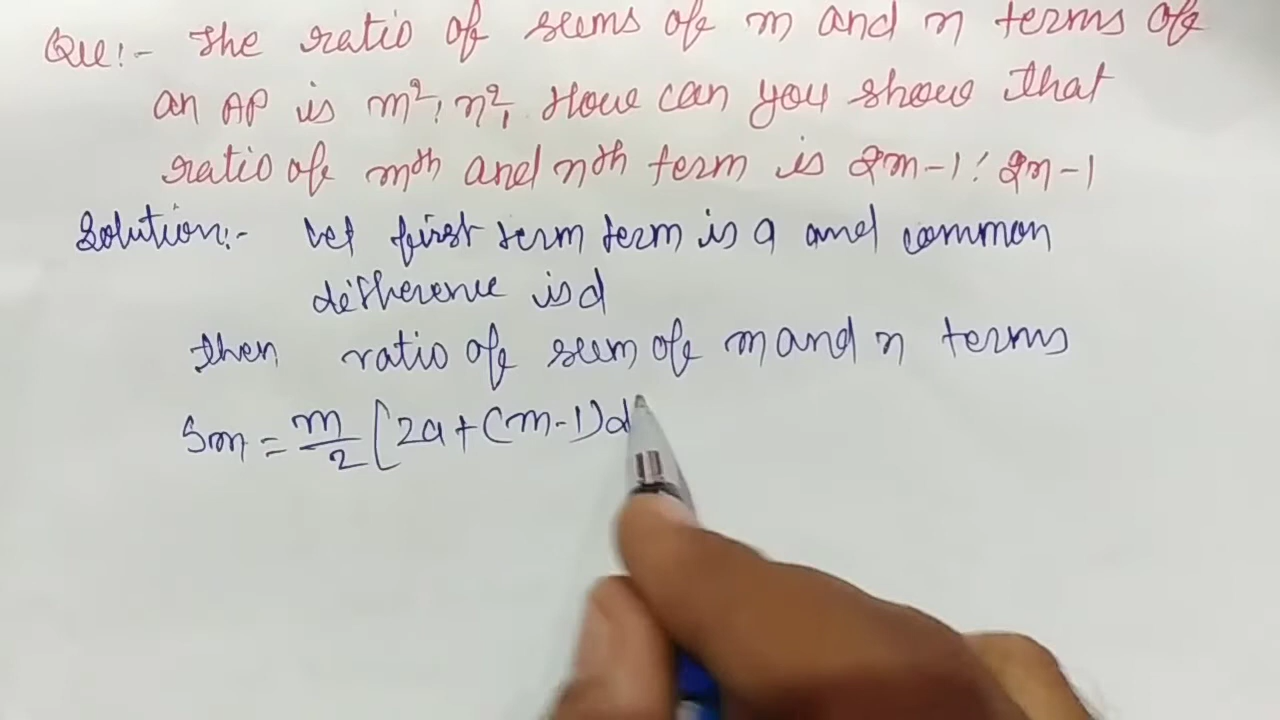 Que:- The ratio of sums of m and n terms of
an AP is m²:n², How can you show that
ratio of mth and nth term is 2m-1:2n-1
Solution:- Let first term term is a and common
difference is d
then ratio of sum of m and n terms
Sm = m/2 [2a+(m-1)d